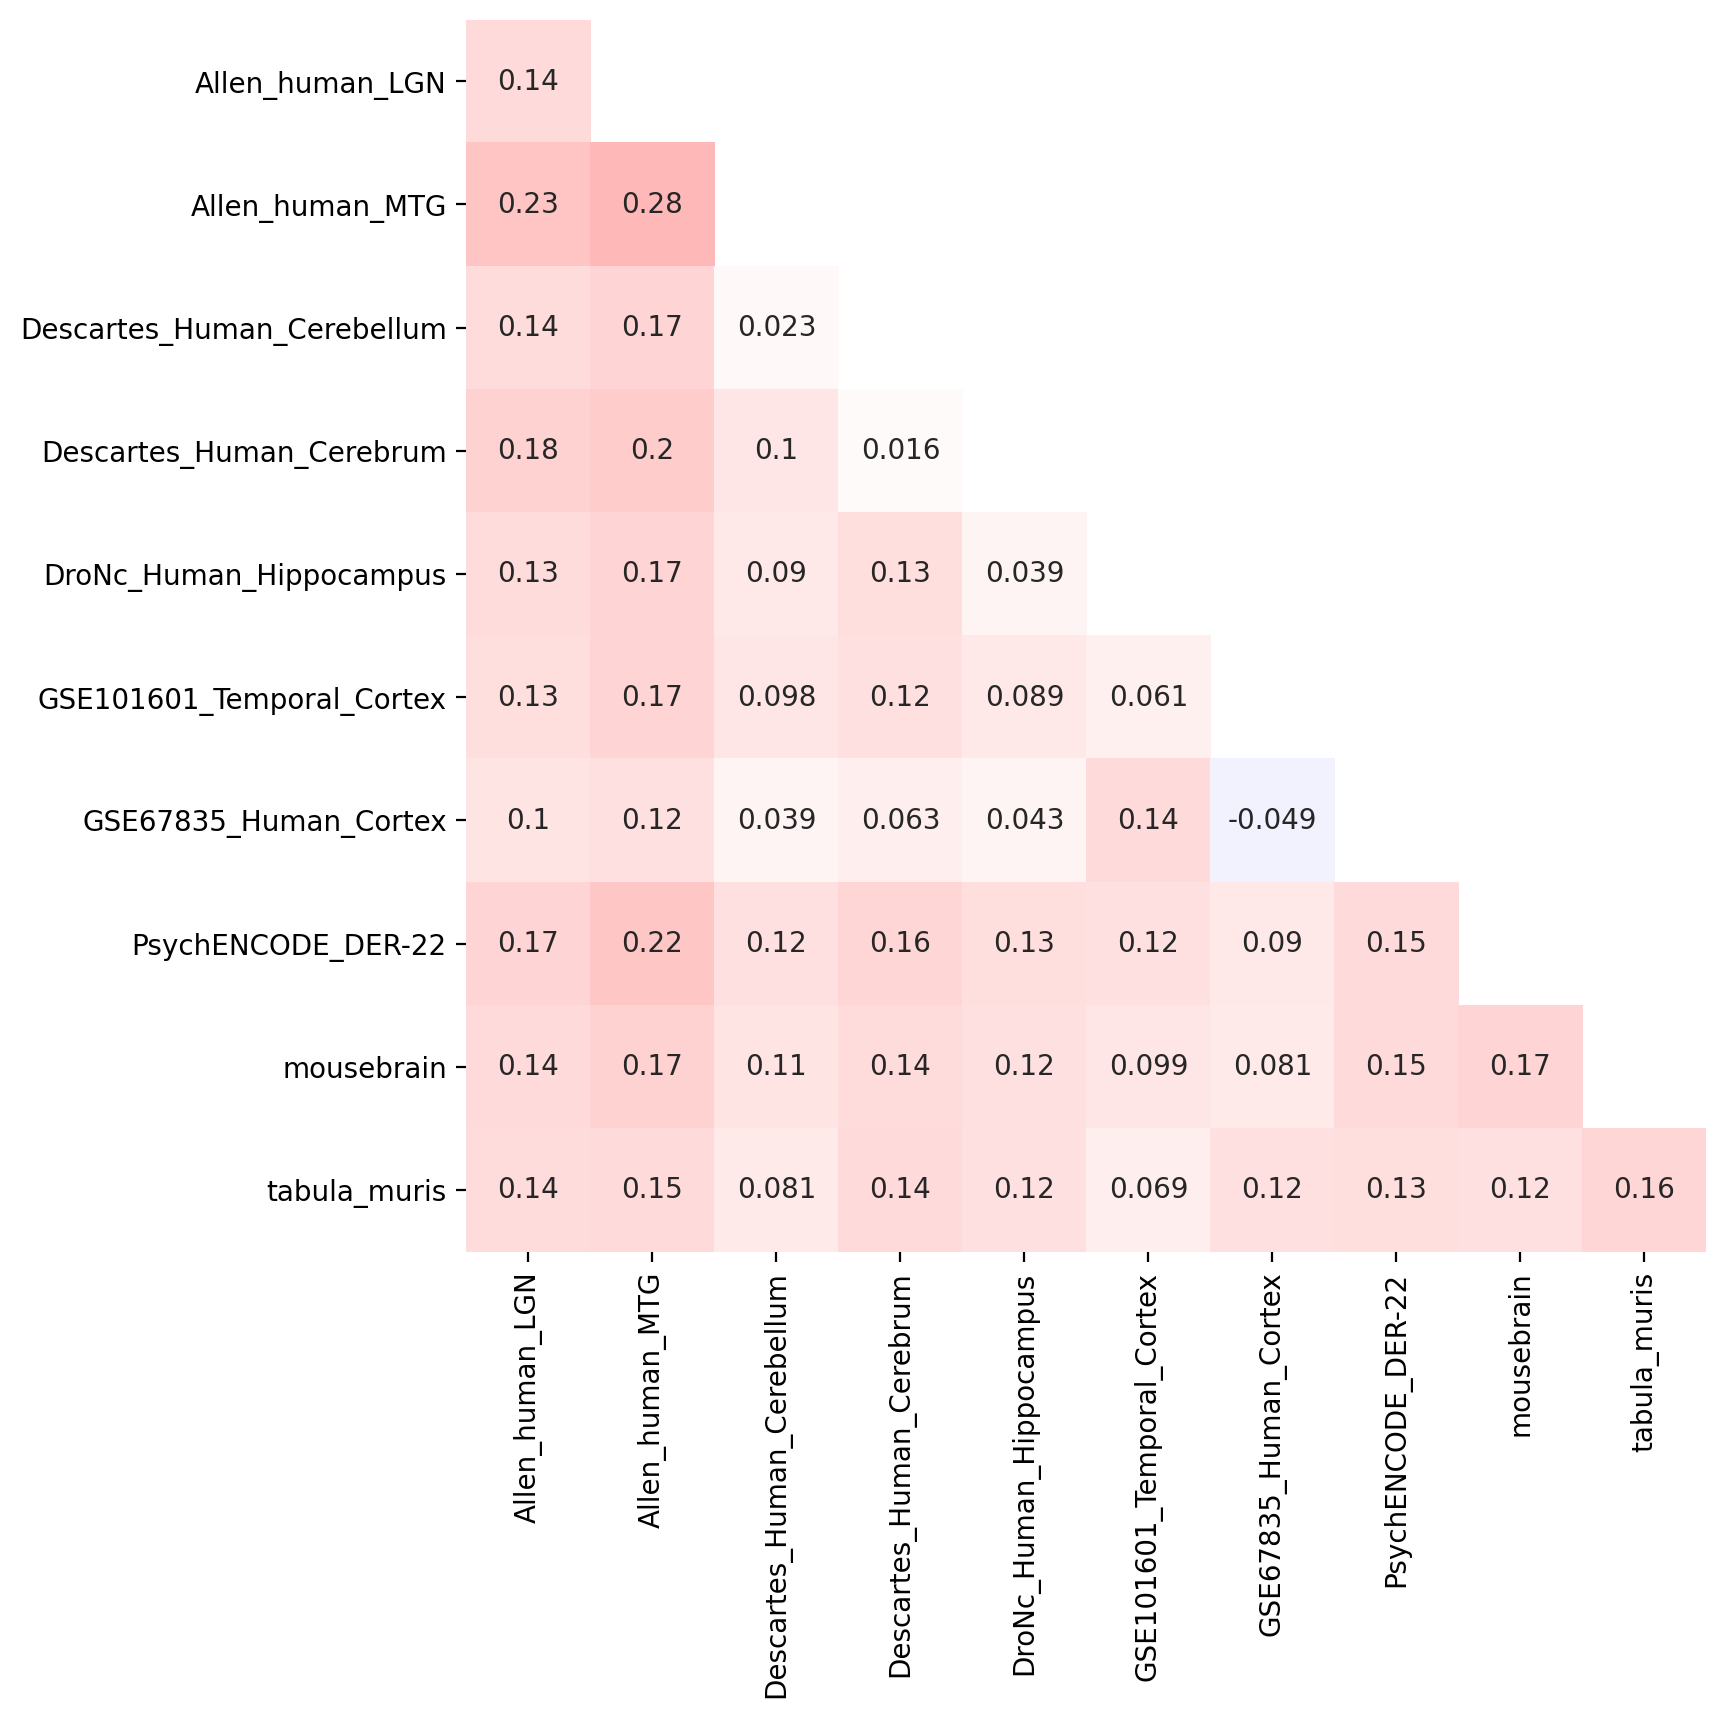 Allen_human_LGN 0.14
Allen_human_MTG 0.23 0.28
Descartes_Human_Cerebellum 0.14 0.17 0.023
Descartes_Human_Cerebrum 0.18 0.2 0.1 0.016
DroNc_Human_Hippocampus 0.13 0.17 0.09 0.13 0.039
GSE101601_Temporal_Cortex 0.13 0.17 0.098 0.12 0.089 0.061
GSE67835_Human_Cortex 0.1 0.12 0.039 0.063 0.043 0.14 -0.049
PsychENCODE_DER-22 0.17 0.22 0.12 0.16 0.13 0.12 0.09 0.15
mousebrain 0.14 0.17 0.11 0.14 0.12 0.099 0.081 0.15 0.17
tabula_muris 0.14 0.15 0.081 0.14 0.12 0.069 0.12 0.13 0.12 0.16
Allen_human_LGN
Allen_human_MTG
Descartes_Human_Cerebellum
Descartes_Human_Cerebrum
DroNc_Human_Hippocampus
GSE101601_Temporal_Cortex
GSE67835_Human_Cortex
PsychENCODE_DER-22
mousebrain
tabula_muris